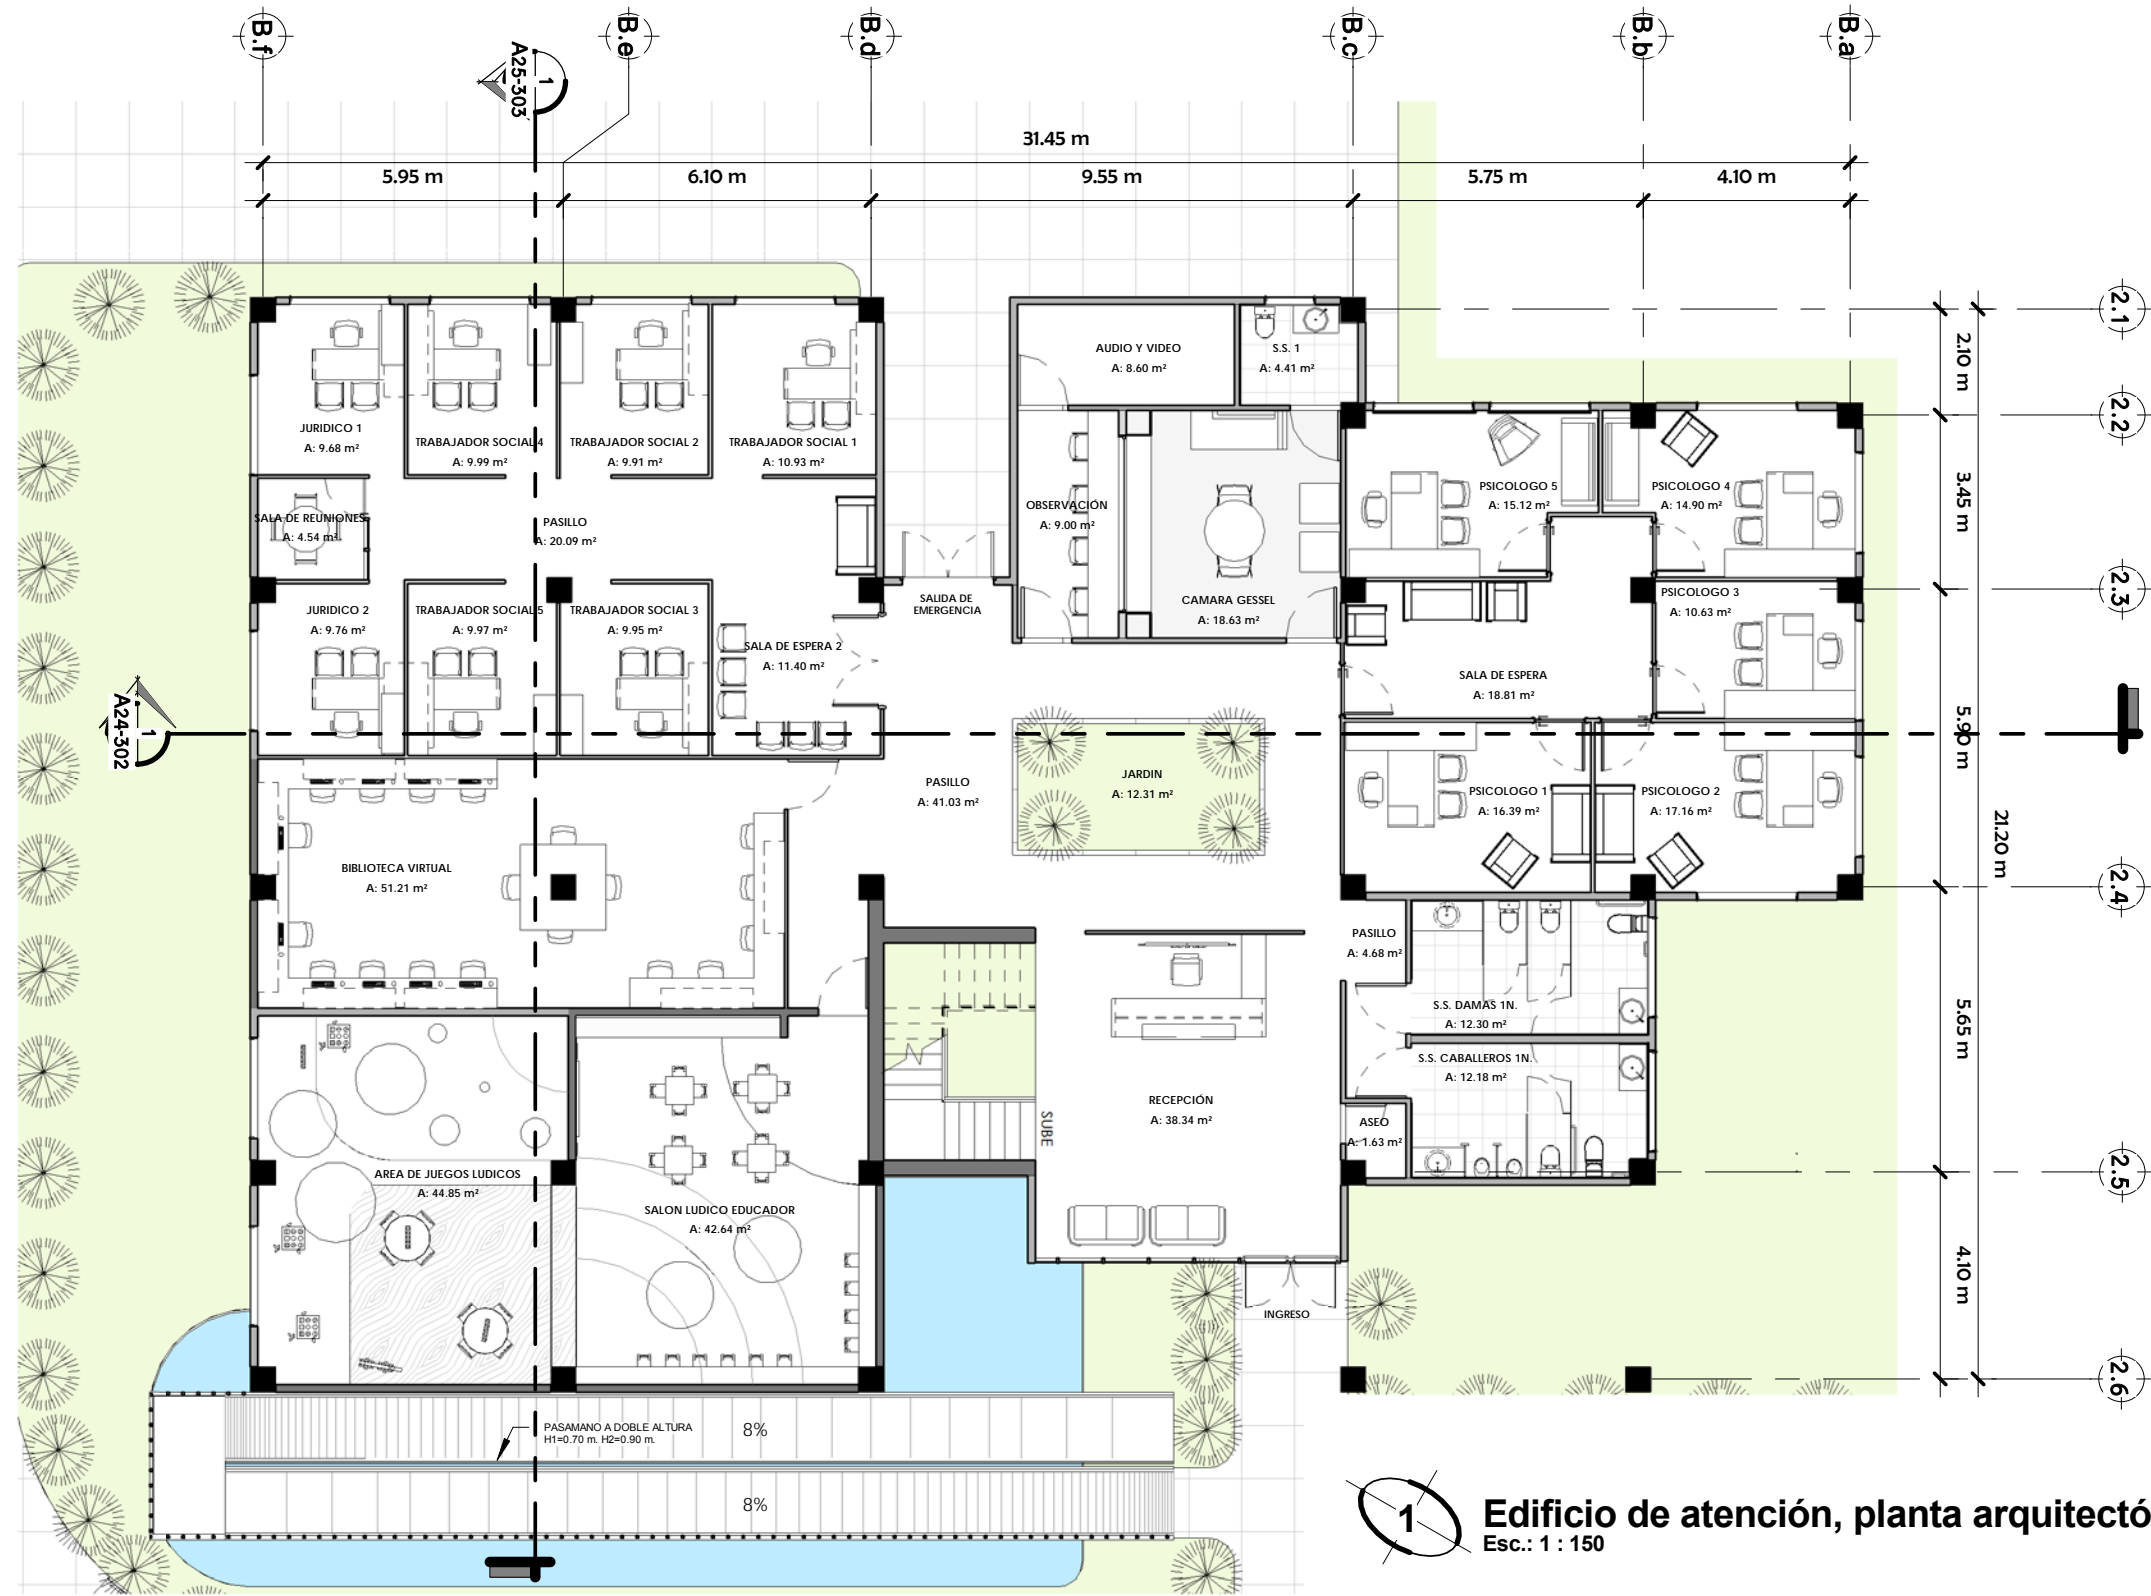 B.f
B.e
B.d
B.c
B.b
B.a
1
A25-303
31.45 m
5.95 m
6.10 m
9.55 m
5.75 m
4.10 m
2.1
2.10 m
2.2
3.45 m
2.3
5.90 m
21.20 m
2.4
5.65 m
2.5
4.10 m
2.6
AUDIO Y VIDEO
A: 8.60 m²
S.S. 1
A: 4.41 m²
JURIDICO 1
A: 9.68 m²
TRABAJADOR SOCIAL 4
A: 9.99 m²
TRABAJADOR SOCIAL 2
A: 9.91 m²
TRABAJADOR SOCIAL 1
A: 10.93 m²
SALA DE REUNIONES
A: 4.54 m²
PASILLO
A: 20.09 m²
OBSERVACIÓN
A: 9.00 m²
PSICOLOGO 5
A: 15.12 m²
PSICOLOGO 4
A: 14.90 m²
JURIDICO 2
A: 9.76 m²
TRABAJADOR SOCIAL 5
A: 9.97 m²
TRABAJADOR SOCIAL 3
A: 9.95 m²
SALA DE ESPERA 2
A: 11.40 m²
SALIDA DE
EMERGENCIA
CAMARA GESSEL
A: 18.63 m²
PSICOLOGO 3
A: 10.63 m²
SALA DE ESPERA
A: 18.81 m²
1
A24-302
PASILLO
A: 41.03 m²
JARDIN
A: 12.31 m²
PSICOLOGO 1
A: 16.39 m²
PSICOLOGO 2
A: 17.16 m²
BIBLIOTECA VIRTUAL
A: 51.21 m²
PASILLO
A: 4.68 m²
S.S. DAMAS 1N.
A: 12.30 m²
S.S. CABALLEROS 1N.
A: 12.18 m²
RECEPCIÓN
A: 38.34 m²
SUBE
ASEO
A: 1.63 m²
AREA DE JUEGOS LUDICOS
A: 44.85 m²
SALON LUDICO EDUCADOR
A: 42.64 m²
INGRESO
PASAMANO A DOBLE ALTURA
H1=0.70 m. H2=0.90 m.
8%
8%
1
Edificio de atención, planta arquitectó
Esc.: 1 : 150